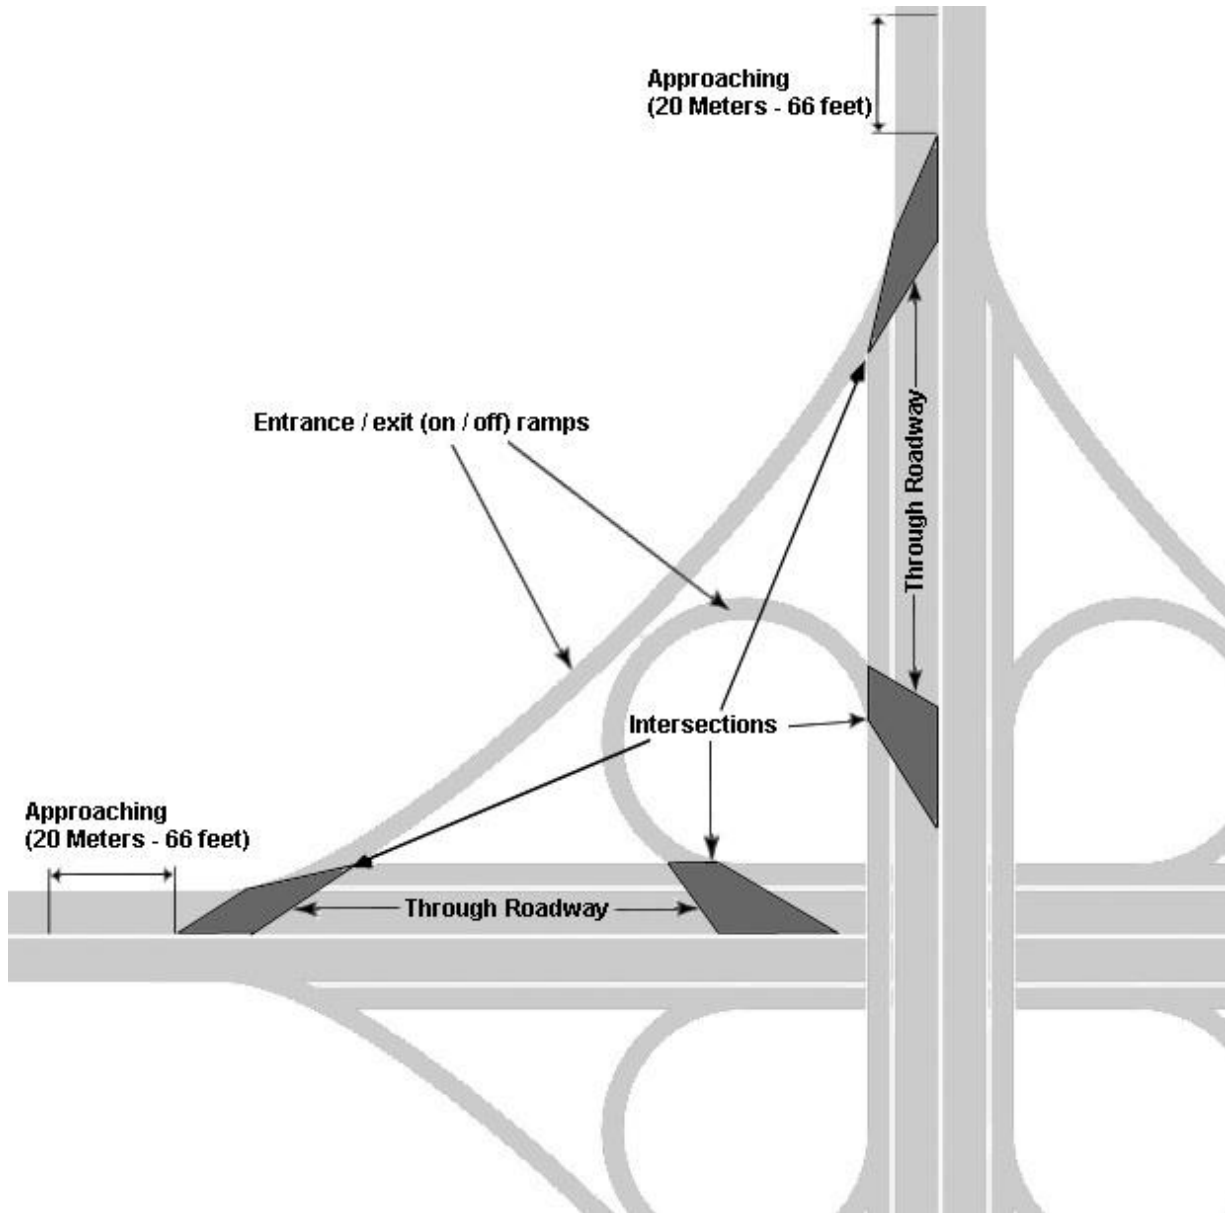 Approaching
(20 Meters - 66 feet)
Entrance / exit (on / off) ramps
Through Roadway
Intersections
Approaching
(20 Meters - 66 feet)
Through Roadway